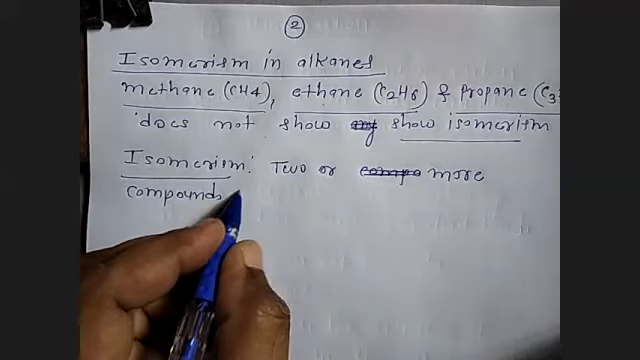 2
Isomerism in alkanes
methane (CH4), ethane (C2H6) & propane (C3
does not show show isomerism
Isomerism: Two or more
compounds